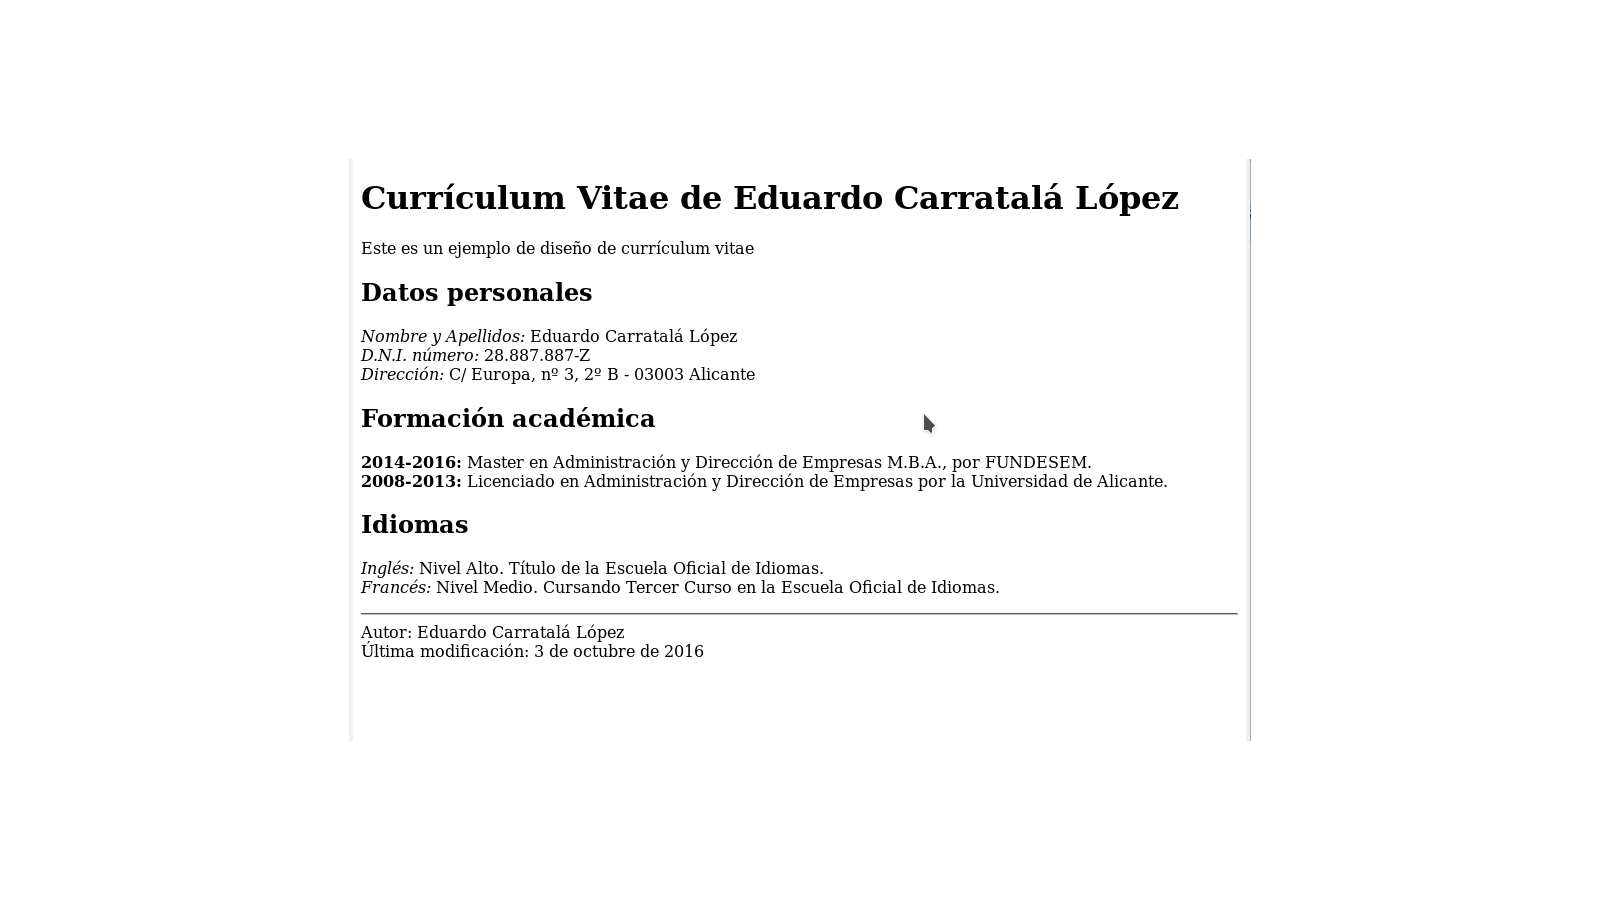 Currículum Vitae de Eduardo Carratalá López
Este es un ejemplo de diseño de currículum vitae
Datos personales
Nombre y Apellidos: Eduardo Carratalá López
D.N.I. número: 28.887.887-Z
Dirección: C/ Europa, nº 3, 2º B - 03003 Alicante
Formación académica
2014-2016: Master en Administración y Dirección de Empresas M.B.A., por FUNDESEM.
2008-2013: Licenciado en Administración y Dirección de Empresas por la Universidad de Alicante.
Idiomas
Inglés: Nivel Alto. Título de la Escuela Oficial de Idiomas.
Francés: Nivel Medio. Cursando Tercer Curso en la Escuela Oficial de Idiomas.
Autor: Eduardo Carratalá López
Última modificación: 3 de octubre de 2016